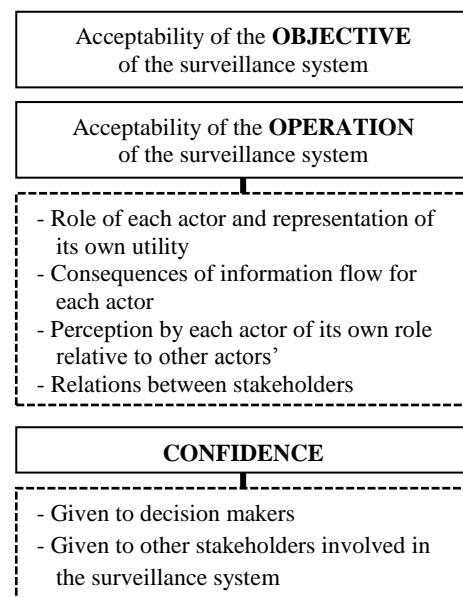 Acceptability of the OBJECTIVE
of the surveillance system
Acceptability of the OPERATION
of the surveillance system
- Role of each actor and representation of
its own utility
- Consequences of information flow for
each actor
- Perception by each actor of its own role
relative to other actors’
- Relations between stakeholders
CONFIDENCE
- Given to decision makers
- Given to other stakeholders involved in
the surveillance system